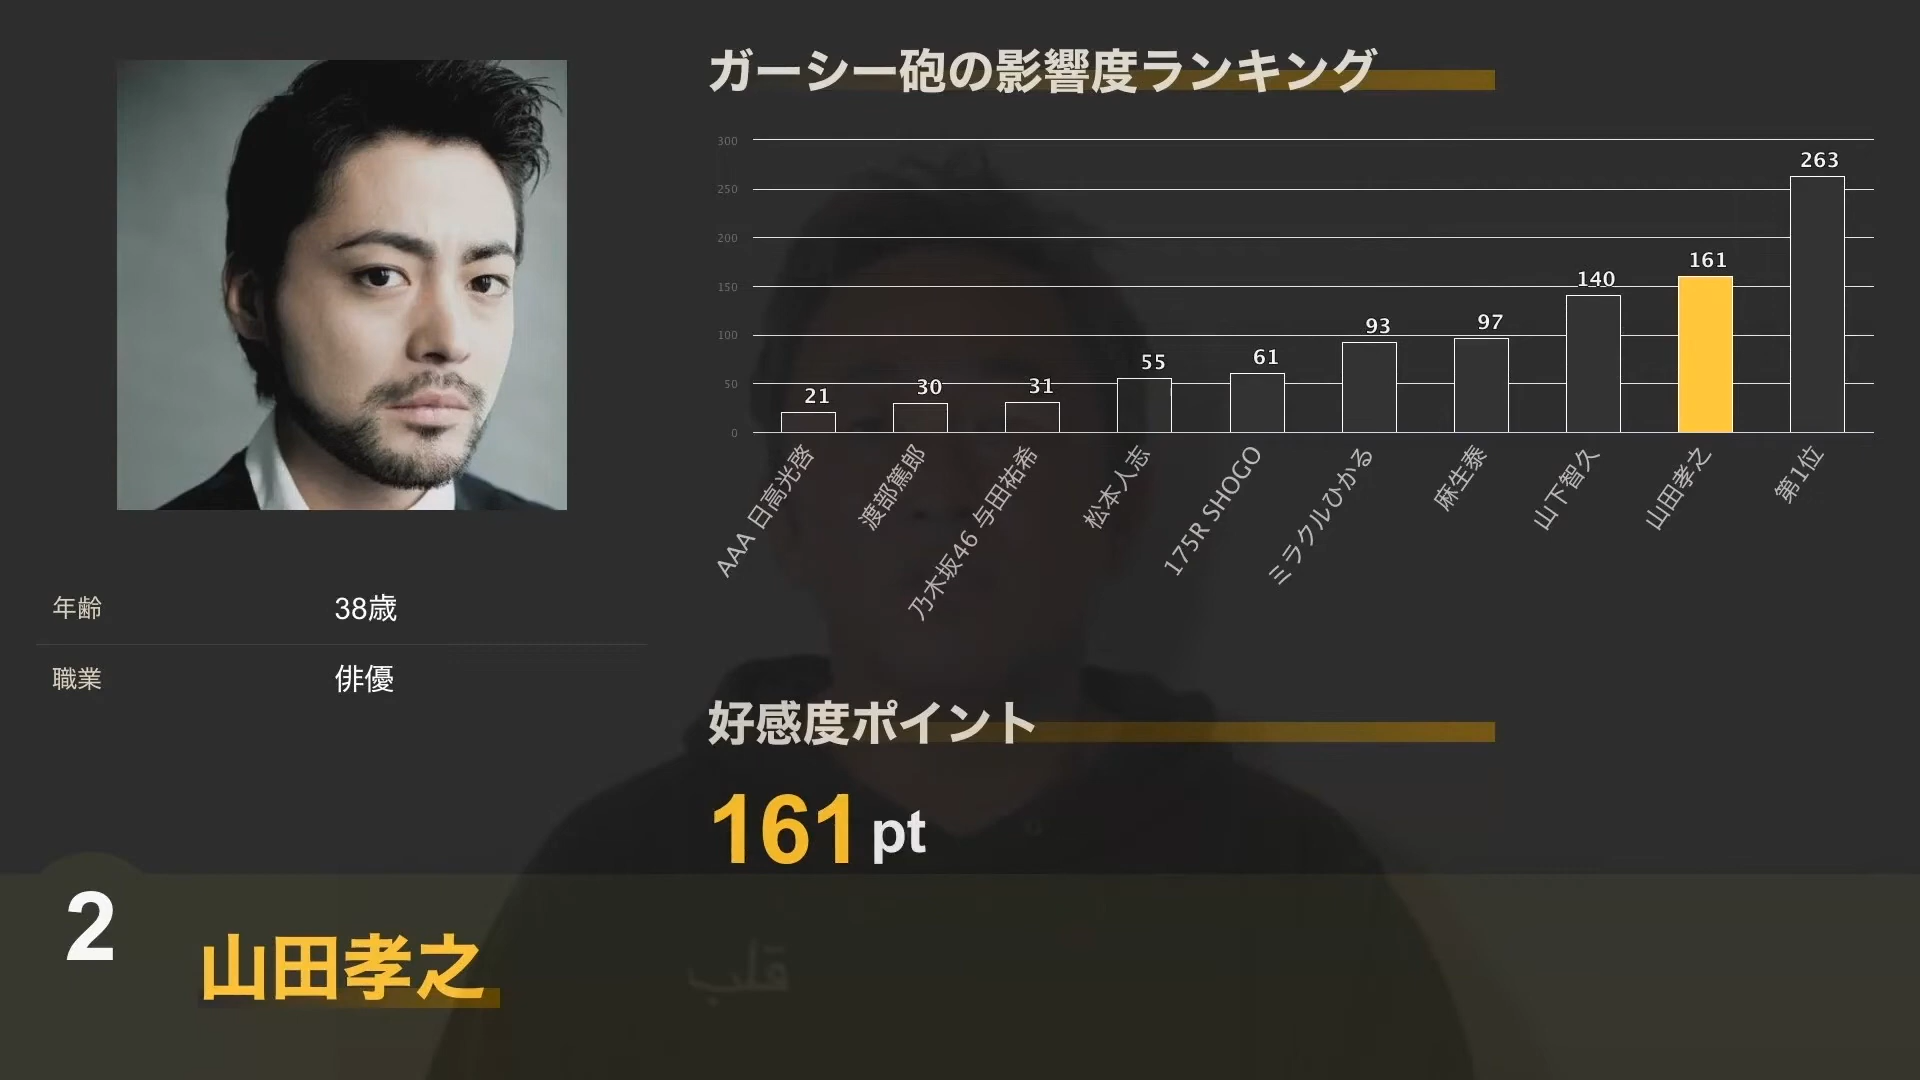 ガーシー砲の影響度ランキング
300
250
200
150
100
50
0
21
30
31
55
61
93
97
140
161
263
AAA 日高光啓
渡部篤郎
乃木坂46 与田祐希
松本人志
175R SHOGO
ミラクルひかる
麻生泰
山下智久
山田孝之
第1位
年齢 38歳
職業 俳優
好感度ポイント
161 pt
2
山田孝之
قلب